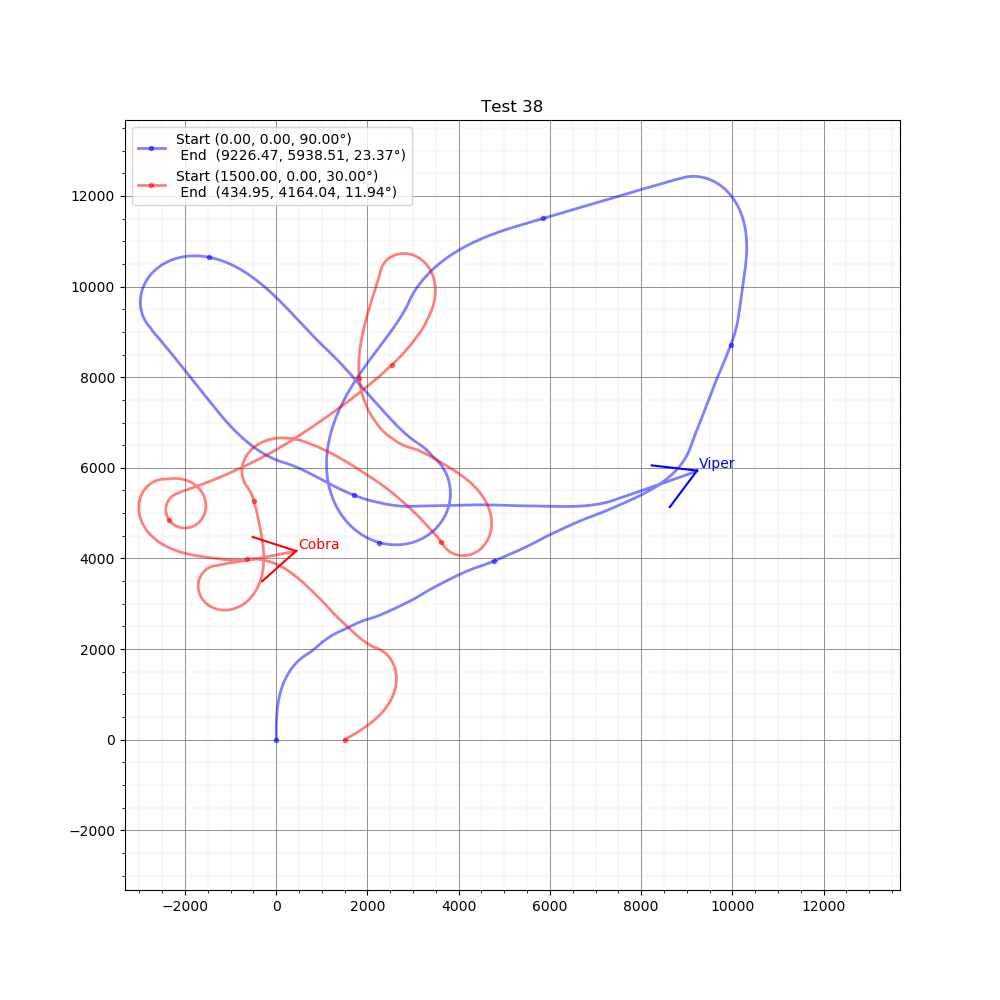 Test 38
Start (0.00, 0.00, 90.00°)
End (9226.47, 5938.51, 23.37°)
Start (1500.00, 0.00, 30.00°)
End (434.95, 4164.04, 11.94°)
12000
10000
8000
6000
4000
2000
0
−2000
Viper
Cobra
−2000 0 2000 4000 6000 8000 10000 12000